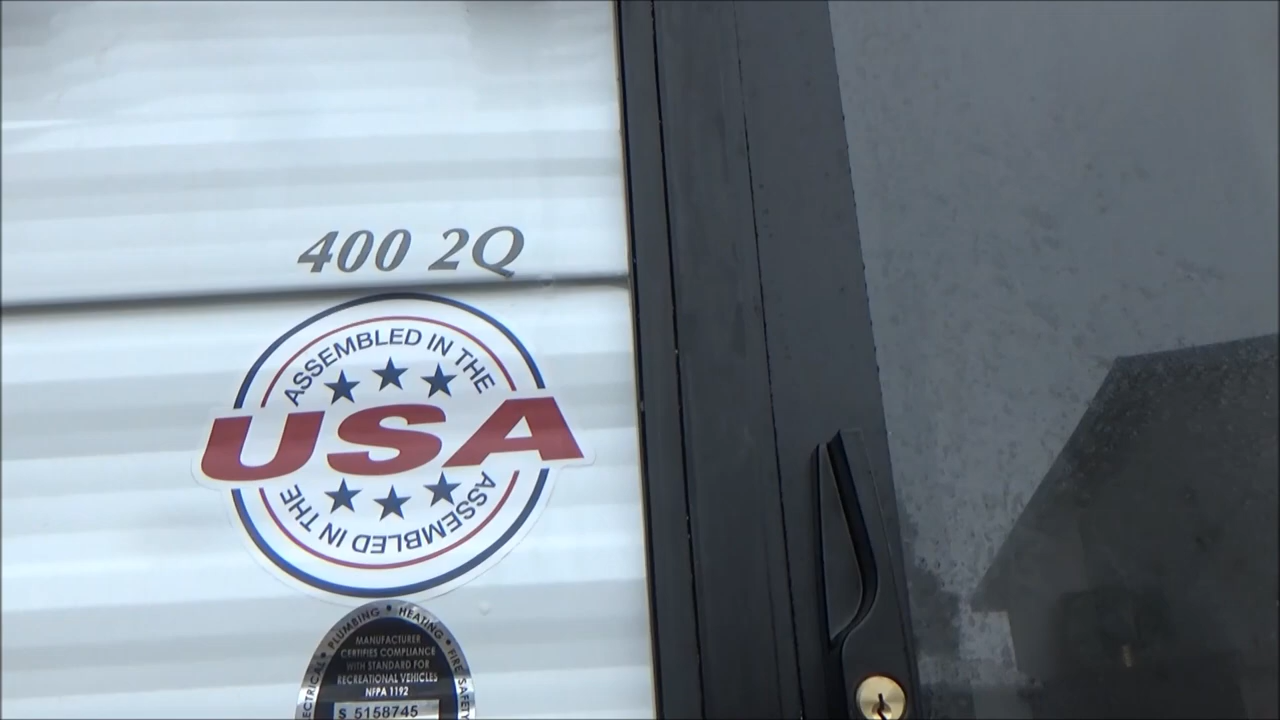 400 2Q
ASSEMBLED IN THE
USA
ASSEMBLED IN THE
PLUMBING • HEATING • FIRE SAFETY
MANUFACTURER
CERTIFIES COMPLIANCE
WITH STANDARD FOR
RECREATIONAL VEHICLES
NFPA 1192
S 5158745